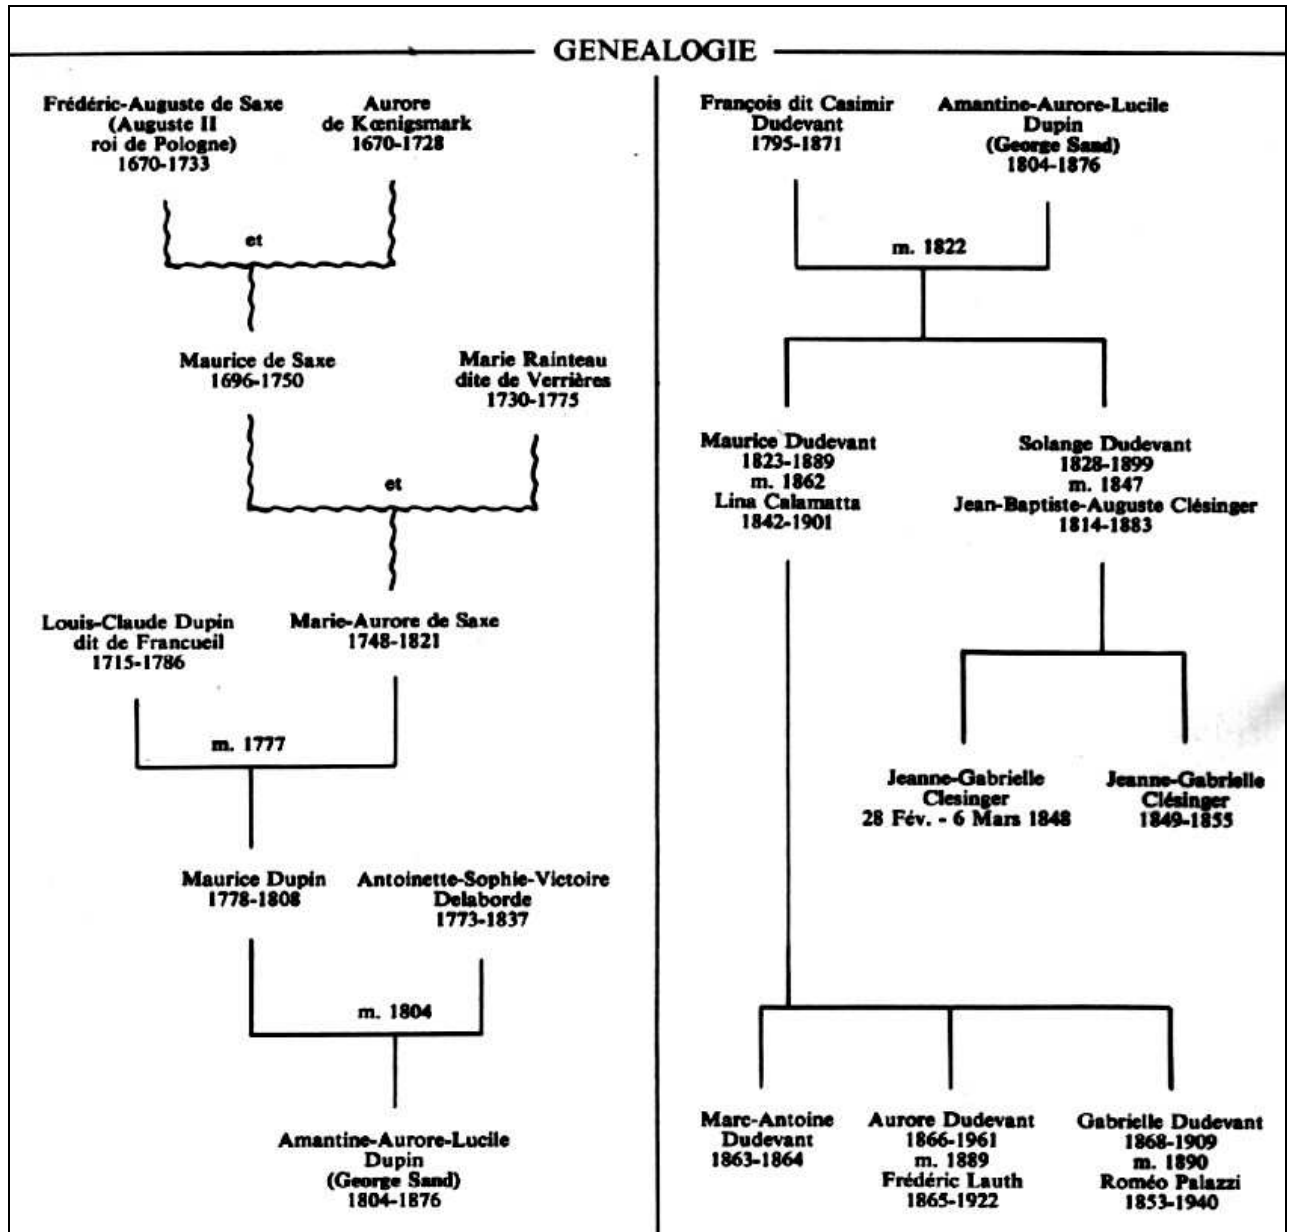 GENEALOGIE
Frédéric-Auguste de Saxe
(Auguste II
roi de Pologne)
1670-1733
Aurore
de Kœnigsmark
1670-1728
et
Maurice de Saxe
1696-1750
Marie Rainteau
dite de Verrières
1730-1775
et
Louis-Claude Dupin
dit de Francueil
1715-1786
Marie-Aurore de Saxe
1748-1821
m. 1777
Maurice Dupin
1778-1808
Antoinette-Sophie-Victoire
Delaborde
1773-1837
m. 1804
Amantine-Aurore-Lucile
Dupin
(George Sand)
1804-1876
François dit Casimir
Dudevant
1795-1871
Amantine-Aurore-Lucile
Dupin
(George Sand)
1804-1876
m. 1822
Maurice Dudevant
1823-1889
m. 1862
Lina Calamatta
1842-1901
Solange Dudevant
1828-1899
m. 1847
Jean-Baptiste-Auguste Clésinger
1814-1883
Jeanne-Gabrielle
Clesinger
28 Fév. - 6 Mars 1848
Jeanne-Gabrielle
Clésinger
1849-1855
Marc-Antoine
Dudevant
1863-1864
Aurore Dudevant
1866-1961
m. 1889
Frédéric Lauth
1865-1922
Gabrielle Dudevant
1868-1909
m. 1890
Roméo Palazzi
1853-1940